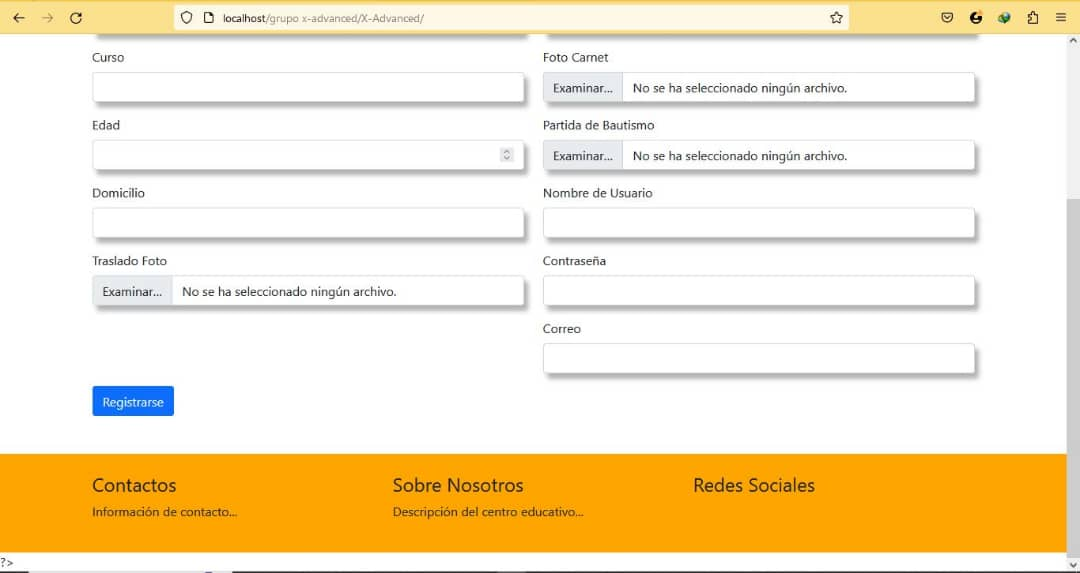 localhost/grupo x-advanced/X-Advanced/
Curso
Foto Carnet
Examinar... No se ha seleccionado ningún archivo.
Edad
Partida de Bautismo
Examinar... No se ha seleccionado ningún archivo.
Domicilio
Nombre de Usuario
Traslado Foto
Contraseña
Examinar... No se ha seleccionado ningún archivo.
Correo
Registrarse
Contactos
Información de contacto...
Sobre Nosotros
Descripción del centro educativo...
Redes Sociales
?>